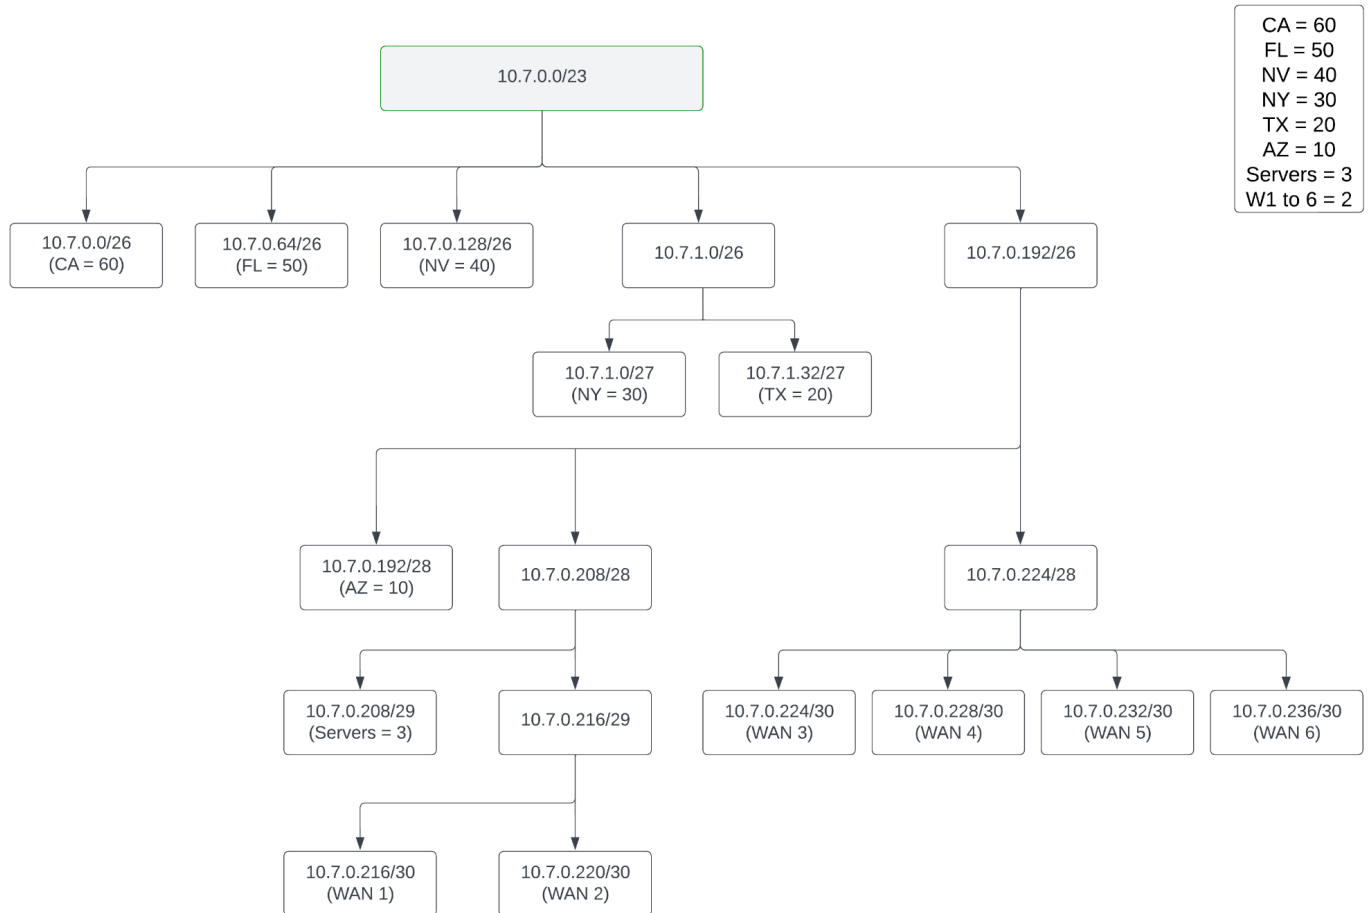 CA = 60
FL = 50
NV = 40
NY = 30
TX = 20
AZ = 10
Servers = 3
W1 to 6 = 2
10.7.0.0/23
10.7.0.0/26
(CA = 60)
10.7.0.64/26
(FL = 50)
10.7.0.128/26
(NV = 40)
10.7.1.0/26
10.7.0.192/26
10.7.1.0/27
(NY = 30)
10.7.1.32/27
(TX = 20)
10.7.0.192/28
(AZ = 10)
10.7.0.208/28
10.7.0.224/28
10.7.0.208/29
(Servers = 3)
10.7.0.216/29
10.7.0.224/30
(WAN 3)
10.7.0.228/30
(WAN 4)
10.7.0.232/30
(WAN 5)
10.7.0.236/30
(WAN 6)
10.7.0.216/30
(WAN 1)
10.7.0.220/30
(WAN 2)